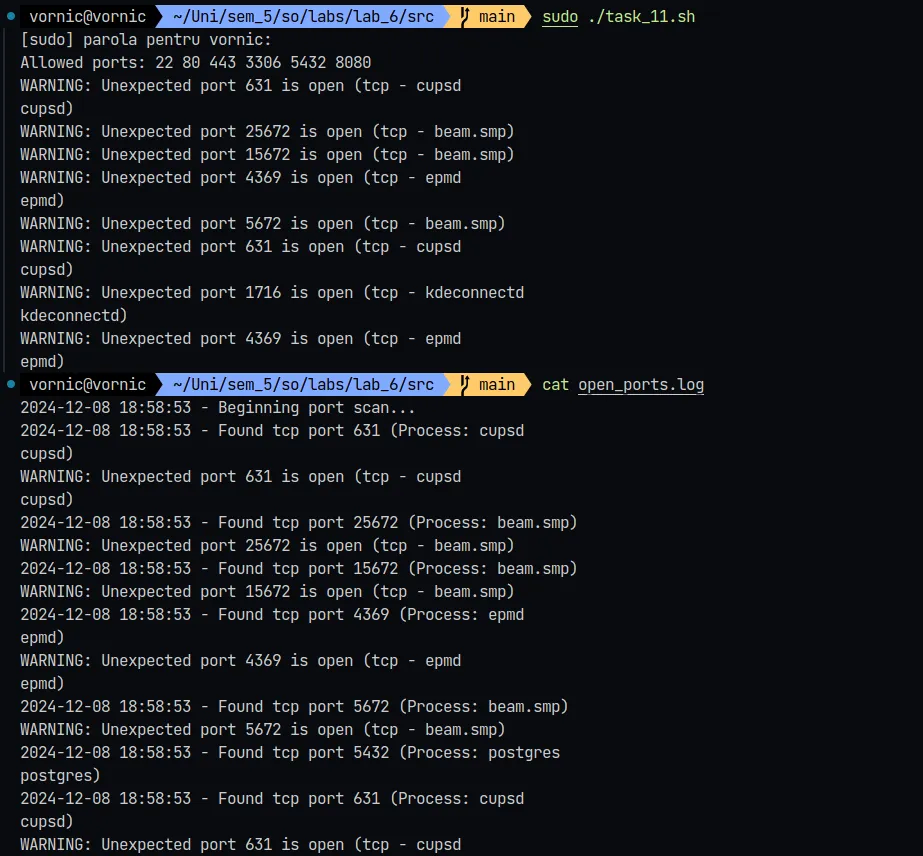 vornic@vornic ~/Uni/sem_5/so/labs/lab_6/src main sudo ./task_11.sh
[sudo] parola pentru vornic:
Allowed ports: 22 80 443 3306 5432 8080
WARNING: Unexpected port 631 is open (tcp - cupsd
cupsd)
WARNING: Unexpected port 25672 is open (tcp - beam.smp)
WARNING: Unexpected port 15672 is open (tcp - beam.smp)
WARNING: Unexpected port 4369 is open (tcp - epmd
epmd)
WARNING: Unexpected port 5672 is open (tcp - beam.smp)
WARNING: Unexpected port 631 is open (tcp - cupsd
cupsd)
WARNING: Unexpected port 1716 is open (tcp - kdeconnectd
kdeconnectd)
WARNING: Unexpected port 4369 is open (tcp - epmd
epmd)
vornic@vornic ~/Uni/sem_5/so/labs/lab_6/src main cat open_ports.log
2024-12-08 18:58:53 - Beginning port scan...
2024-12-08 18:58:53 - Found tcp port 631 (Process: cupsd
cupsd)
WARNING: Unexpected port 631 is open (tcp - cupsd
cupsd)
2024-12-08 18:58:53 - Found tcp port 25672 (Process: beam.smp)
WARNING: Unexpected port 25672 is open (tcp - beam.smp)
2024-12-08 18:58:53 - Found tcp port 15672 (Process: beam.smp)
WARNING: Unexpected port 15672 is open (tcp - beam.smp)
2024-12-08 18:58:53 - Found tcp port 4369 (Process: epmd
epmd)
WARNING: Unexpected port 4369 is open (tcp - epmd
epmd)
2024-12-08 18:58:53 - Found tcp port 5672 (Process: beam.smp)
WARNING: Unexpected port 5672 is open (tcp - beam.smp)
2024-12-08 18:58:53 - Found tcp port 5432 (Process: postgres
postgres)
2024-12-08 18:58:53 - Found tcp port 631 (Process: cupsd
cupsd)
WARNING: Unexpected port 631 is open (tcp - cupsd